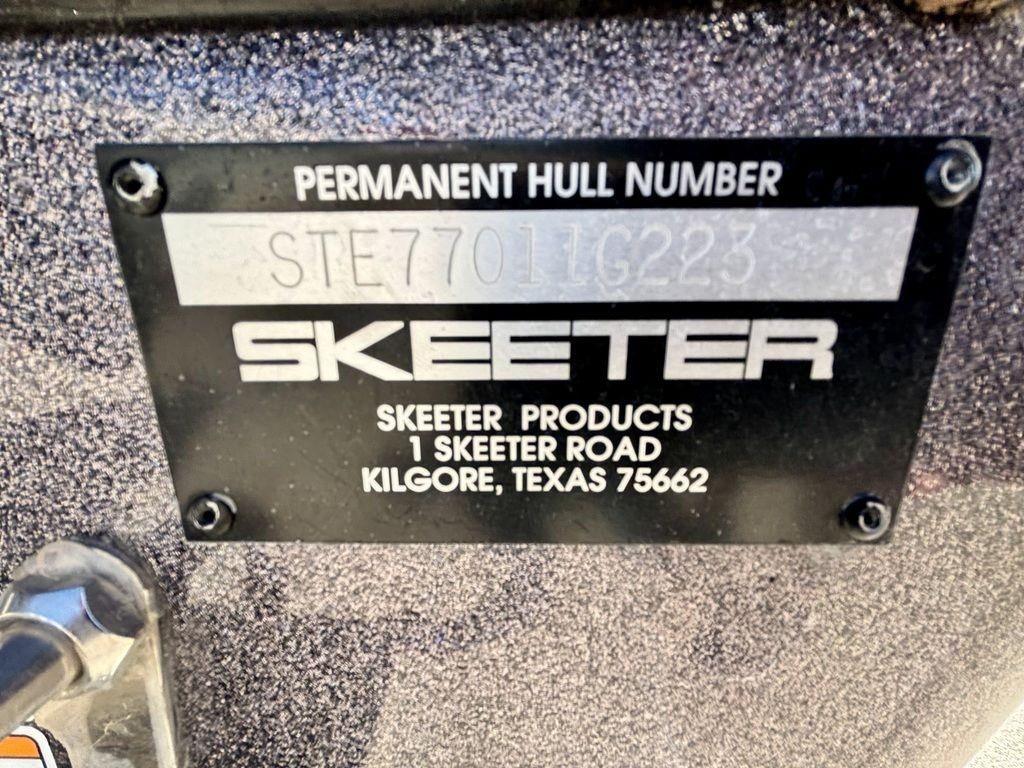 PERMANENT HULL NUMBER
STE77011G223
SKEETER
SKEETER PRODUCTS
1 SKEETER ROAD
KILGORE, TEXAS 75662